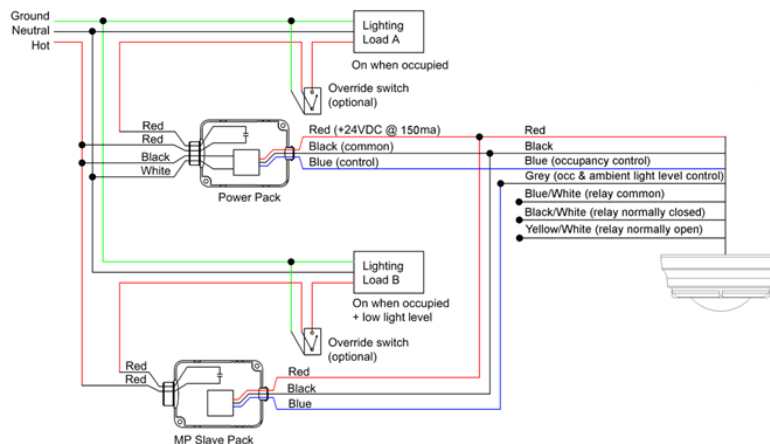 Ground
Neutral
Hot
Lighting
Load A
On when occupied
Override switch
(optional)
Red
Red
Black
White
Power Pack
Red (+24VDC @ 150ma)
Black (common)
Blue (control)
Red
Black
Blue (occupancy control)
Grey (occ & ambient light level control)
Blue/White (relay common)
Black/White (relay normally closed)
Yellow/White (relay normally open)
Lighting
Load B
On when occupied
+ low light level
Override switch
(optional)
Red
Red
Red
Black
Blue
MP Slave Pack